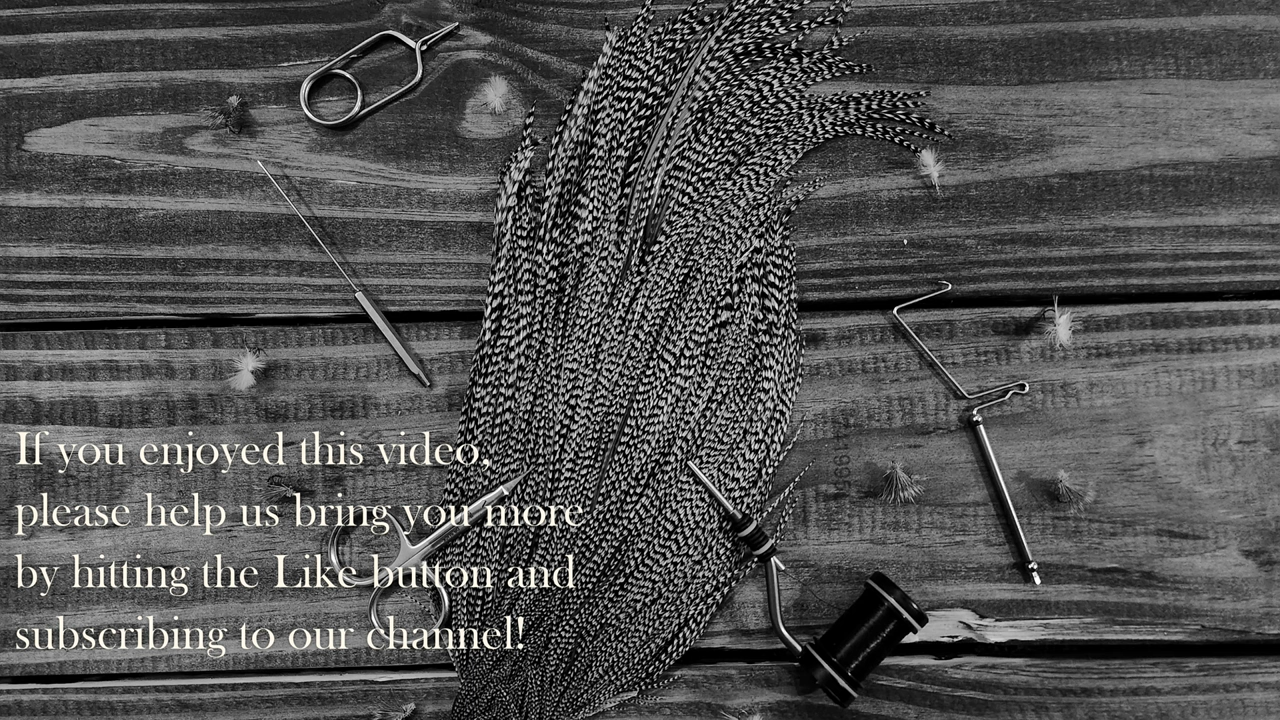 If you enjoyed this video,
please help us bring you more
by hitting the Like button and
subscribing to our channel!